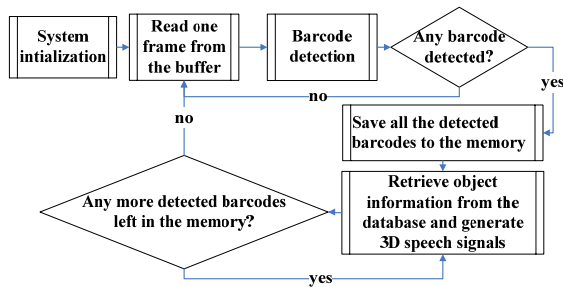 System
intialization
Read one
frame from
the buffer
Barcode
detection
Any barcode
detected?
no
yes
Save all the detected
barcodes to the memory
no
Retrieve object
information from the
database and generate
3D speech signals
Any more detected barcodes
left in the memory?
yes